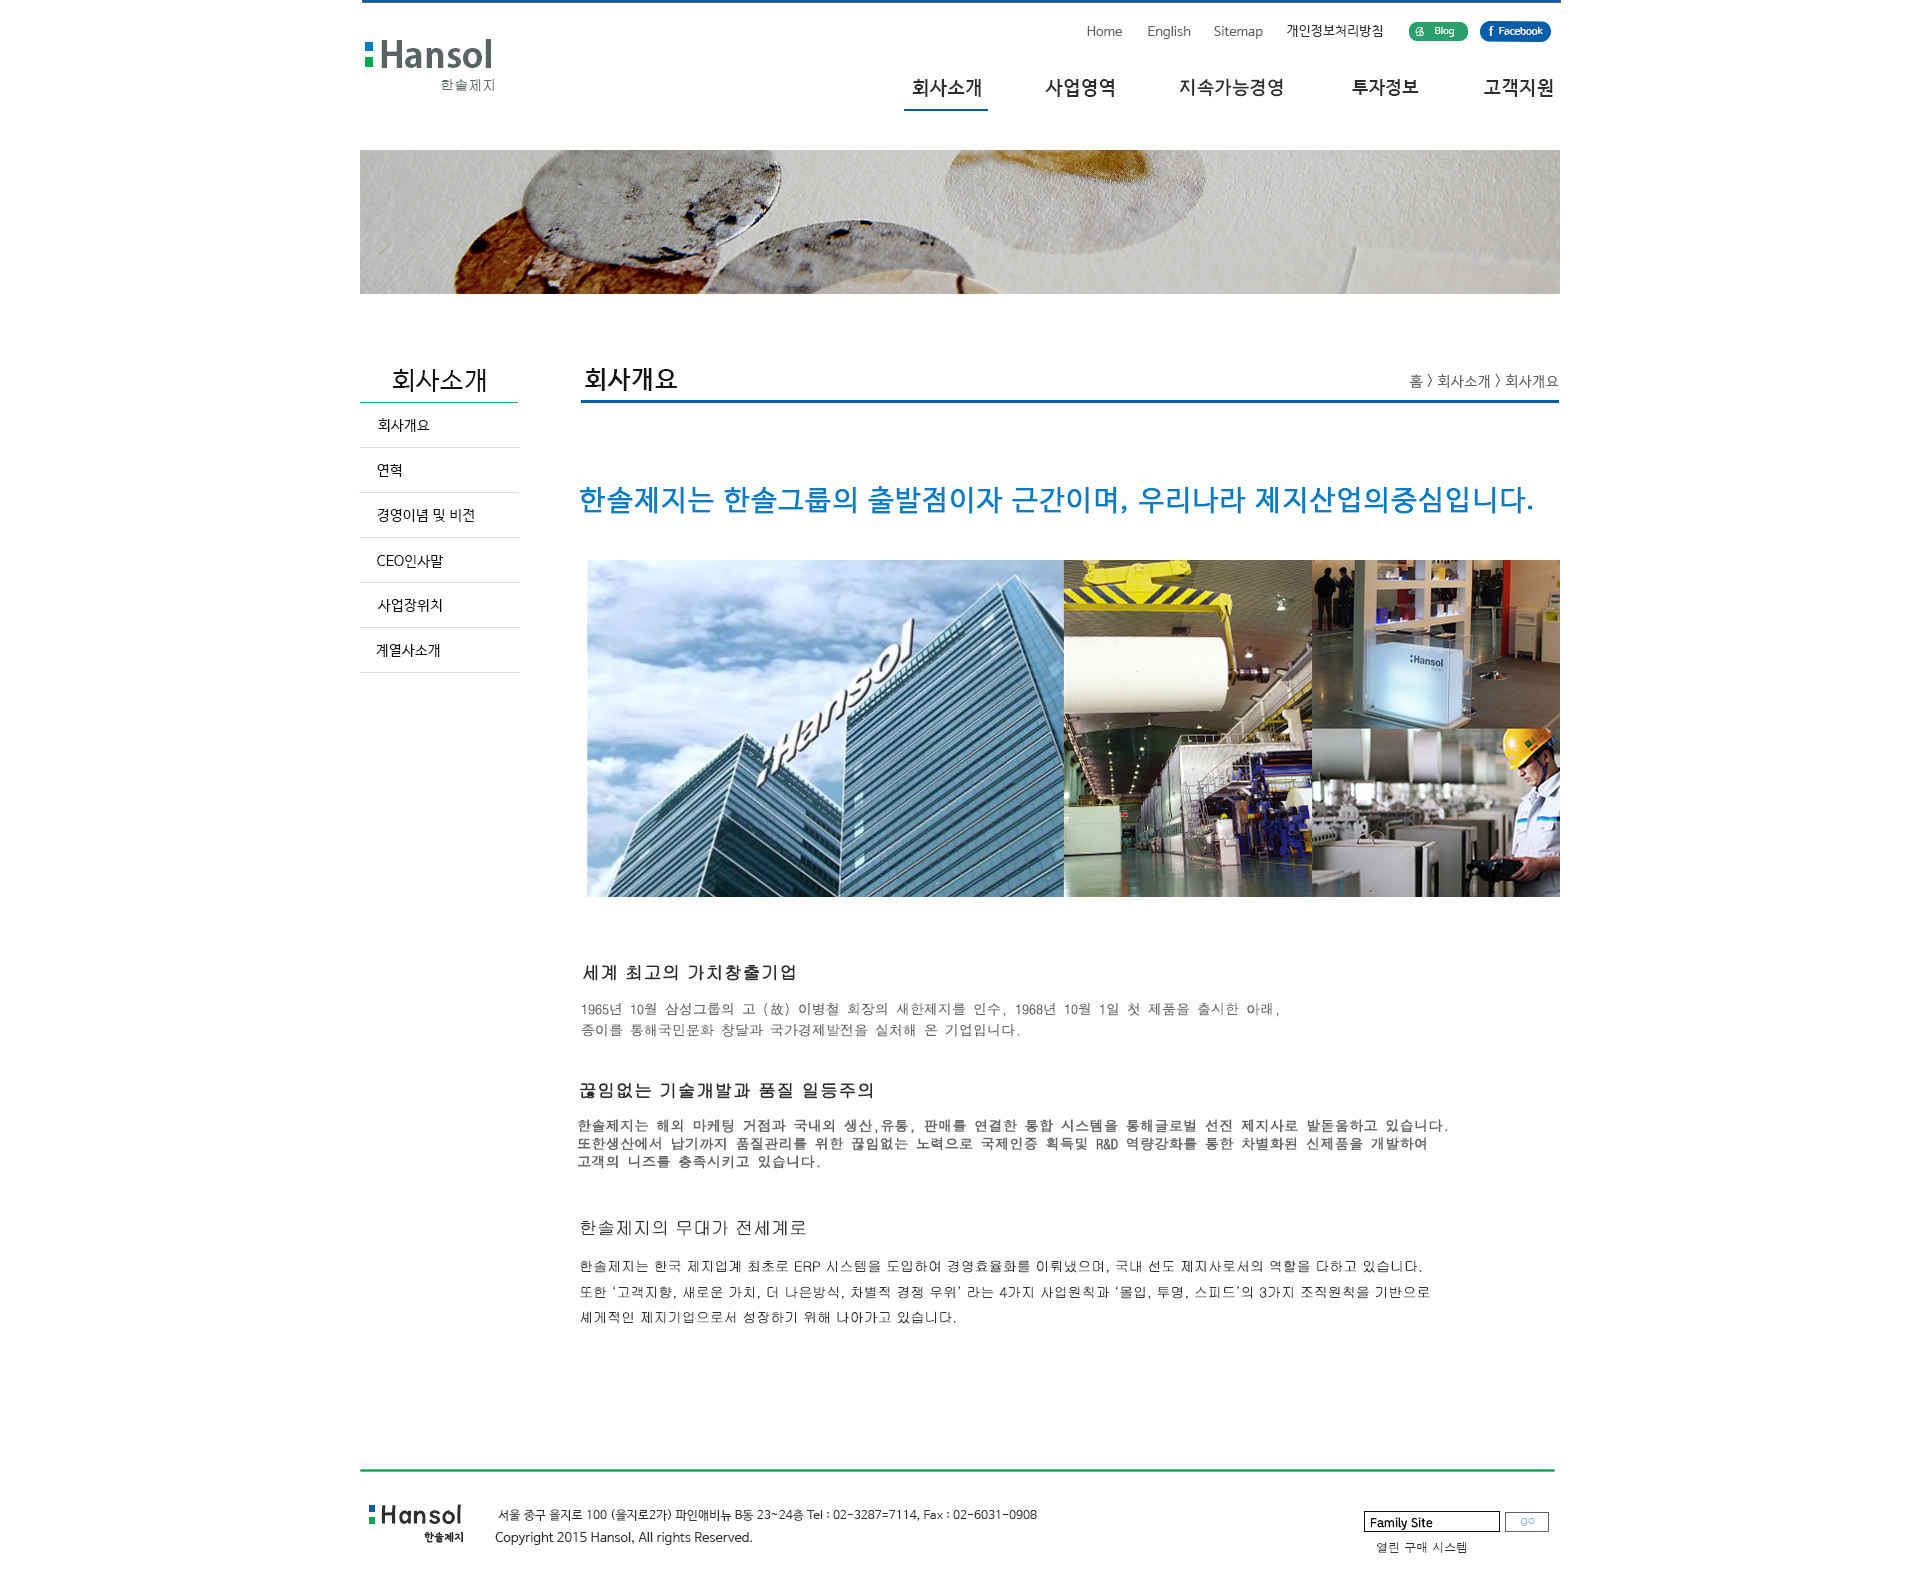 Home English Sitemap 개인정보처리방침 Blog f Facebook
Hansol
한솔제지
회사소개 사업영역 지속가능경영 투자정보 고객지원
회사소개
회사개요
연혁
경영이념 및 비전
CEO인사말
사업장위치
계열사소개
회사개요
홈 > 회사소개 > 회사개요
한솔제지는 한솔그룹의 출발점이자 근간이며, 우리나라 제지산업의중심입니다.
Hansol
Hansol
세계 최고의 가치창출기업
1965년 10월 삼성그룹의 고 (故) 이병철 회장의 새한제지를 인수, 1968년 10월 1일 첫 제품을 출시한 아래,
종이를 통해국민문화 창달과 국가경제발전을 실처해 온 기업입니다.
끊임없는 기술개발과 품질 일등주의
한솔제지는 해외 마케팅 거점과 국내외 생산,유통, 판매를 연결한 통합 시스템을 통해글로벌 선진 제지사로 발돋움하고 있습니다.
또한생산에서 납기까지 품질관리를 위한 끊임없는 노력으로 국제인증 획득및 R&D 역량강화를 통한 차별화된 신제품을 개발하여
고객의 니즈를 충족시키고 있습니다.
한솔제지의 무대가 전세계로
한솔제지는 한국 제지업계 최초로 ERP 시스템을 도입하여 경영효율화를 이뤄냈으며, 국내 선도 제지사로서의 역할을 다하고 있습니다.
또한 ‘고객지향, 새로운 가치, 더 나은방식, 차별적 경쟁 우위’ 라는 4가지 사업원칙과 ‘몰입, 투명, 스피드’의 3가지 조직원칙을 기반으로
셰게적인 제지기업으로서 성장하기 위해 나아가고 있습니다.
Hansol
한솔제지
서울 중구 을지로 100 (을지로2가) 파인애비뉴 B동 23~24층 Tel : 02-3287=7114, Fax : 02-6031-0908
Copyright 2015 Hansol, All rights Reserved.
Family Site go
열린 구매 시스템